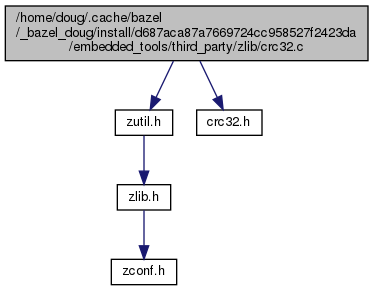 /home/doug/.cache/bazel
/_bazel_doug/install/d687aca87a7669724cc958527f2423da
/embedded_tools/third_party/zlib/crc32.c
zutil.h
crc32.h
zlib.h
zconf.h